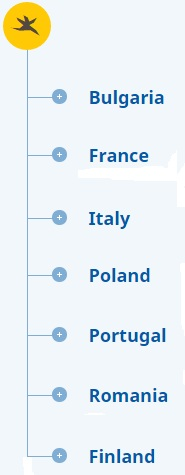 Bulgaria
France
Italy
Poland
Portugal
Romania
Finland